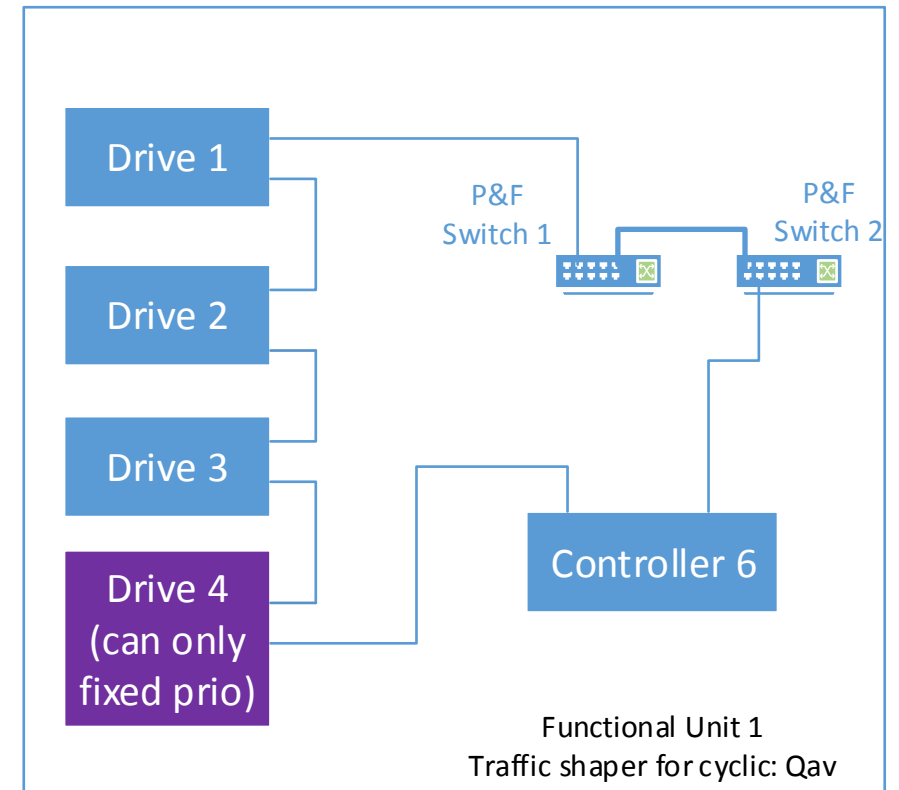 Drive 1
P&F
Switch 1
P&F
Switch 2
Drive 2
Drive 3
Drive 4
(can only
fixed prio)
Controller 6
Functional Unit 1
Traffic shaper for cyclic: Qav